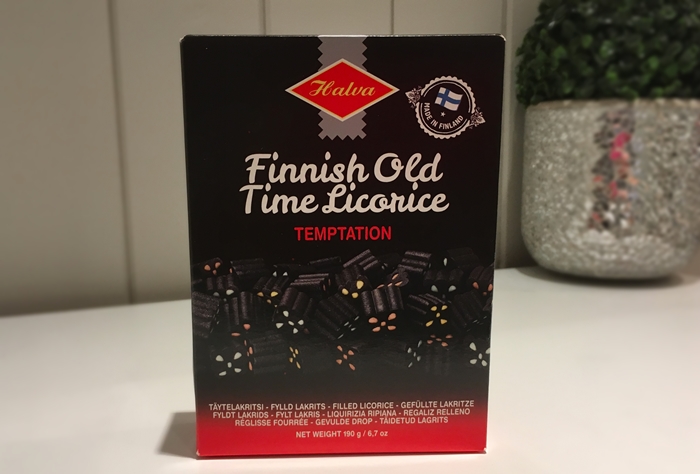 Halva
MADE IN FINLAND
Finnish Old
Time Licorice
TEMPTATION
TÄYTELAKRITSI - FYLLD LAKRITS - FILLED LICORICE - GEFÜLLTE LAKRITZE
FYLDT LAKRIDS - FYLT LAKRIS - LIQUIRIZIA RIPIANA - REGALIZ RELLENO
RÉGLISSE FOURRÉE - GEVULDE DROP - TÄIDETUD LAGRITS
NET WEIGHT 190 g / 6,7 oz